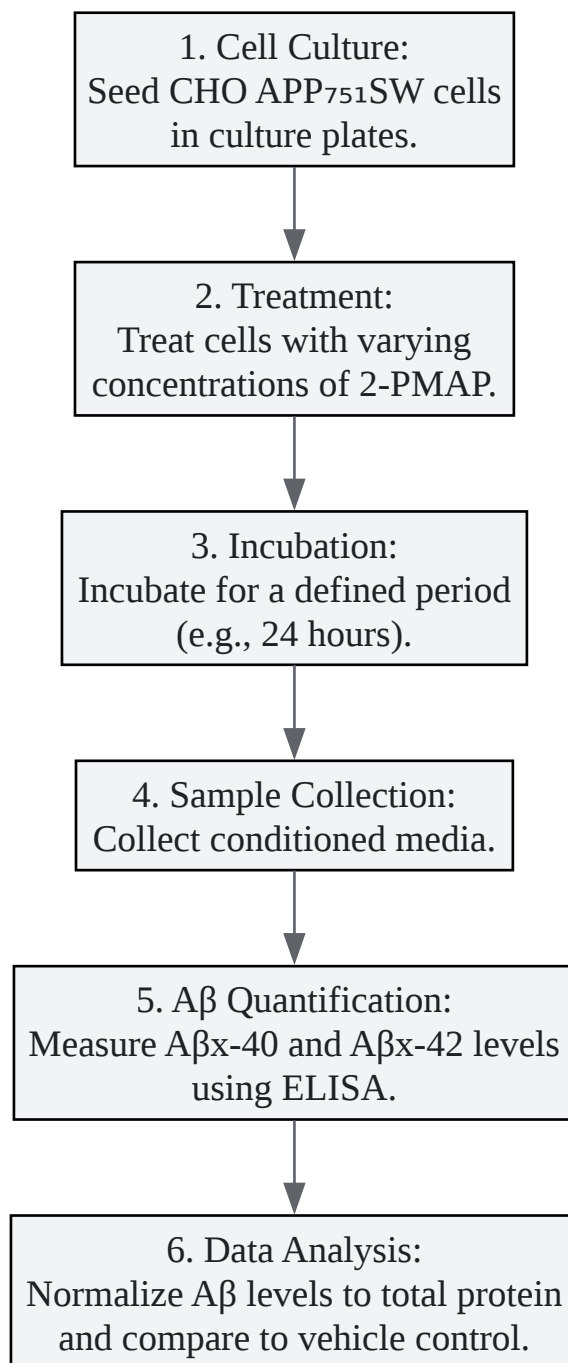 1. Cell Culture:
Seed CHO APP₇₅₁SW cells
in culture plates.
2. Treatment:
Treat cells with varying
concentrations of 2-PMAP.
3. Incubation:
Incubate for a defined period
(e.g., 24 hours).
4. Sample Collection:
Collect conditioned media.
5. Aβ Quantification:
Measure Aβx-40 and Aβx-42 levels
using ELISA.
6. Data Analysis:
Normalize Aβ levels to total protein
and compare to vehicle control.